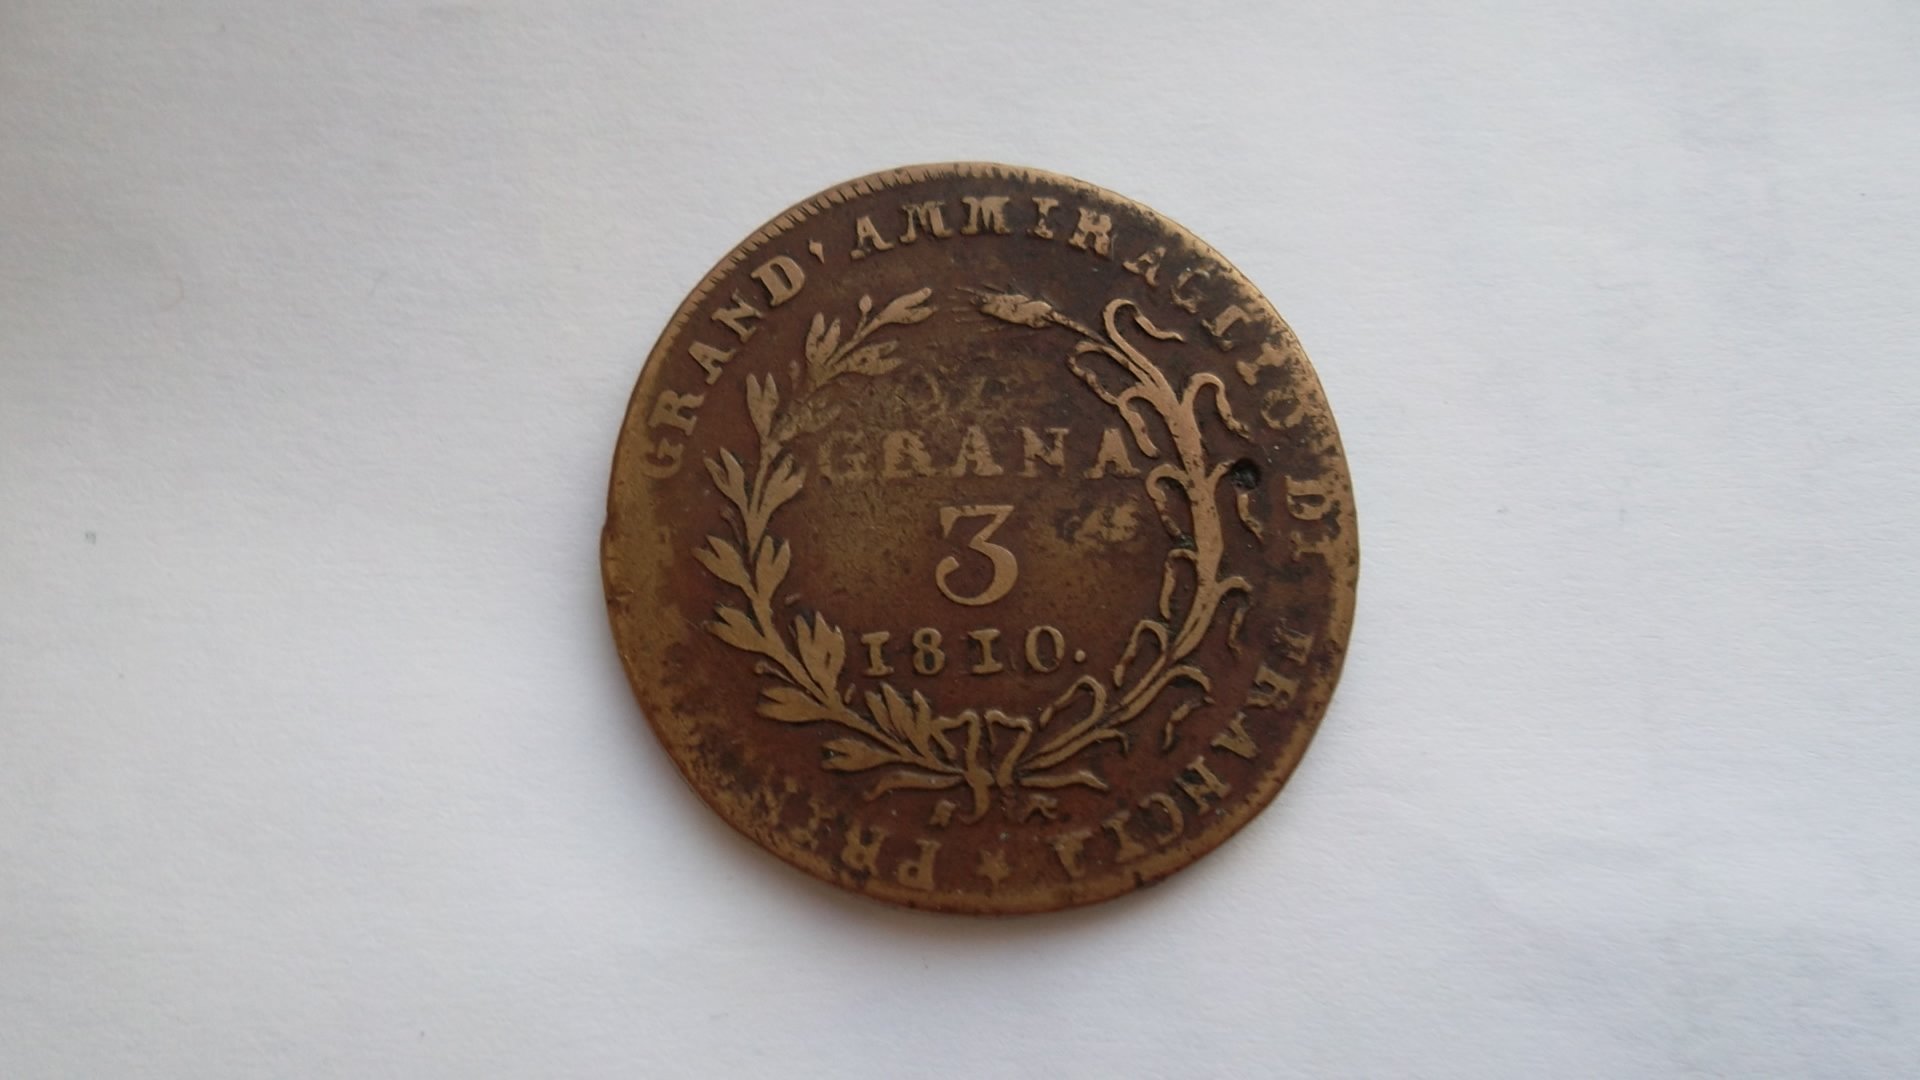 GRAND' AMMIRAGLIO DI FRANCIA ★
GRANA
3
1810.